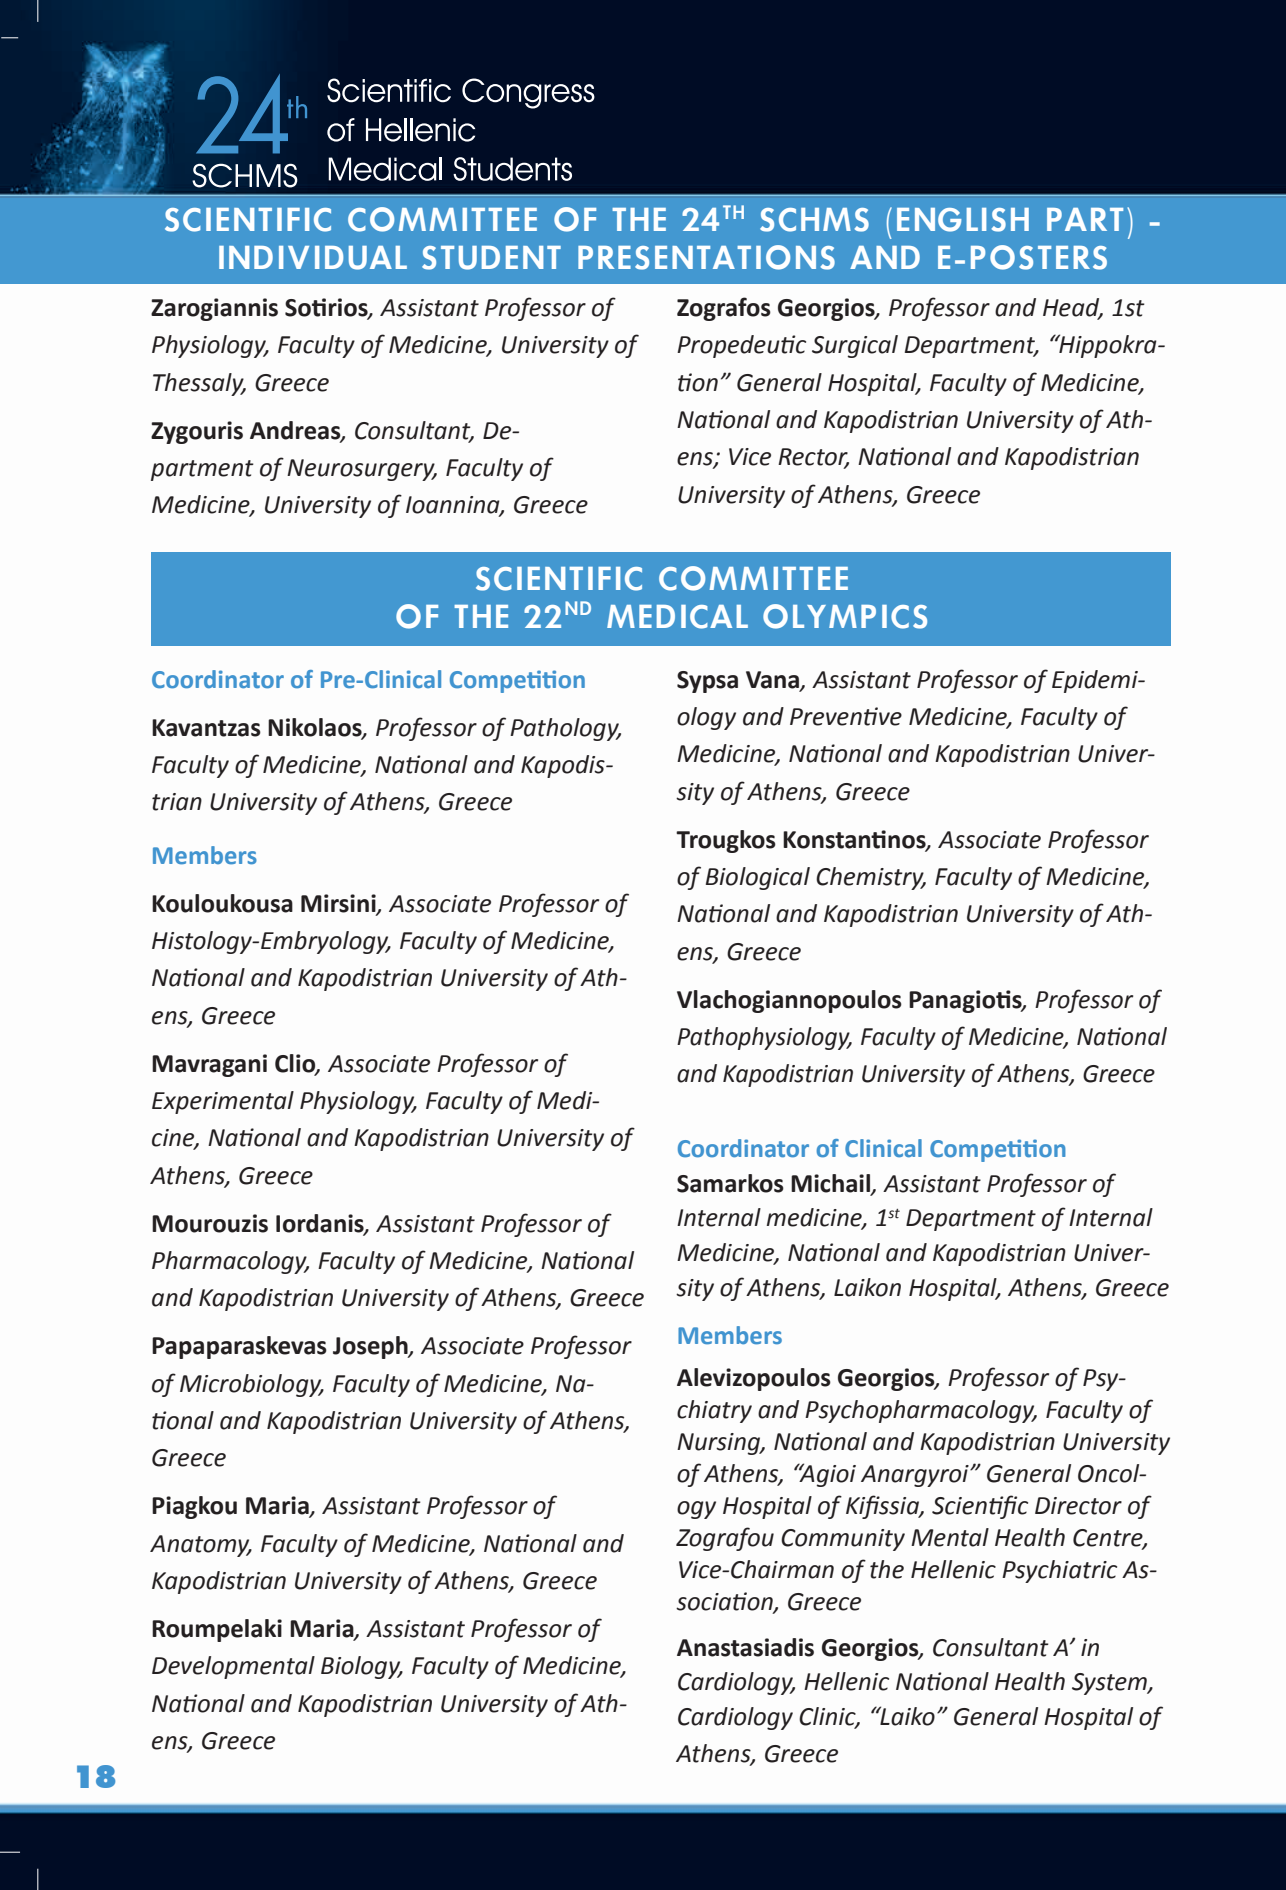 24th
SCHMS
Scientific Congress
of Hellenic
Medical Students
SCIENTIFIC COMMITTEE OF THE 24TH SCHMS (ENGLISH PART) -
INDIVIDUAL STUDENT PRESENTATIONS AND E-POSTERS
Zarogiannis Sotirios, Assistant Professor of
Physiology, Faculty of Medicine, University of
Thessaly, Greece
Zygouris Andreas, Consultant, De-
partment of Neurosurgery, Faculty of
Medicine, University of Ioannina, Greece
Zografos Georgios, Professor and Head, 1st
Propedeutic Surgical Department, “Hippokra-
tion” General Hospital, Faculty of Medicine,
National and Kapodistrian University of Ath-
ens; Vice Rector, National and Kapodistrian
University of Athens, Greece
SCIENTIFIC COMMITTEE
OF THE 22ND MEDICAL OLYMPICS
Coordinator of Pre-Clinical Competition
Kavantzas Nikolaos, Professor of Pathology,
Faculty of Medicine, National and Kapodis-
trian University of Athens, Greece
Members
Kouloukousa Mirsini, Associate Professor of
Histology-Embryology, Faculty of Medicine,
National and Kapodistrian University of Ath-
ens, Greece
Mavragani Clio, Associate Professor of
Experimental Physiology, Faculty of Medi-
cine, National and Kapodistrian University of
Athens, Greece
Mourouzis Iordanis, Assistant Professor of
Pharmacology, Faculty of Medicine, National
and Kapodistrian University of Athens, Greece
Papaparaskevas Joseph, Associate Professor
of Microbiology, Faculty of Medicine, Na-
tional and Kapodistrian University of Athens,
Greece
Piagkou Maria, Assistant Professor of
Anatomy, Faculty of Medicine, National and
Kapodistrian University of Athens, Greece
Roumpelaki Maria, Assistant Professor of
Developmental Biology, Faculty of Medicine,
National and Kapodistrian University of Ath-
ens, Greece
Sypsa Vana, Assistant Professor of Epidemi-
ology and Preventive Medicine, Faculty of
Medicine, National and Kapodistrian Univer-
sity of Athens, Greece
Trougkos Konstantinos, Associate Professor
of Biological Chemistry, Faculty of Medicine,
National and Kapodistrian University of Ath-
ens, Greece
Vlachogiannopoulos Panagiotis, Professor of
Pathophysiology, Faculty of Medicine, National
and Kapodistrian University of Athens, Greece
Coordinator of Clinical Competition
Samarkos Michail, Assistant Professor of
Internal medicine, 1st Department of Internal
Medicine, National and Kapodistrian Univer-
sity of Athens, Laikon Hospital, Athens, Greece
Members
Alevizopoulos Georgios, Professor of Psy-
chiatry and Psychopharmacology, Faculty of
Nursing, National and Kapodistrian University
of Athens, “Agioi Anargyroi” General Oncol-
ogy Hospital of Kifissia, Scientific Director of
Zografou Community Mental Health Centre,
Vice-Chairman of the Hellenic Psychiatric As-
sociation, Greece
Anastasiadis Georgios, Consultant A’ in
Cardiology, Hellenic National Health System,
Cardiology Clinic, “Laiko” General Hospital of
Athens, Greece
18